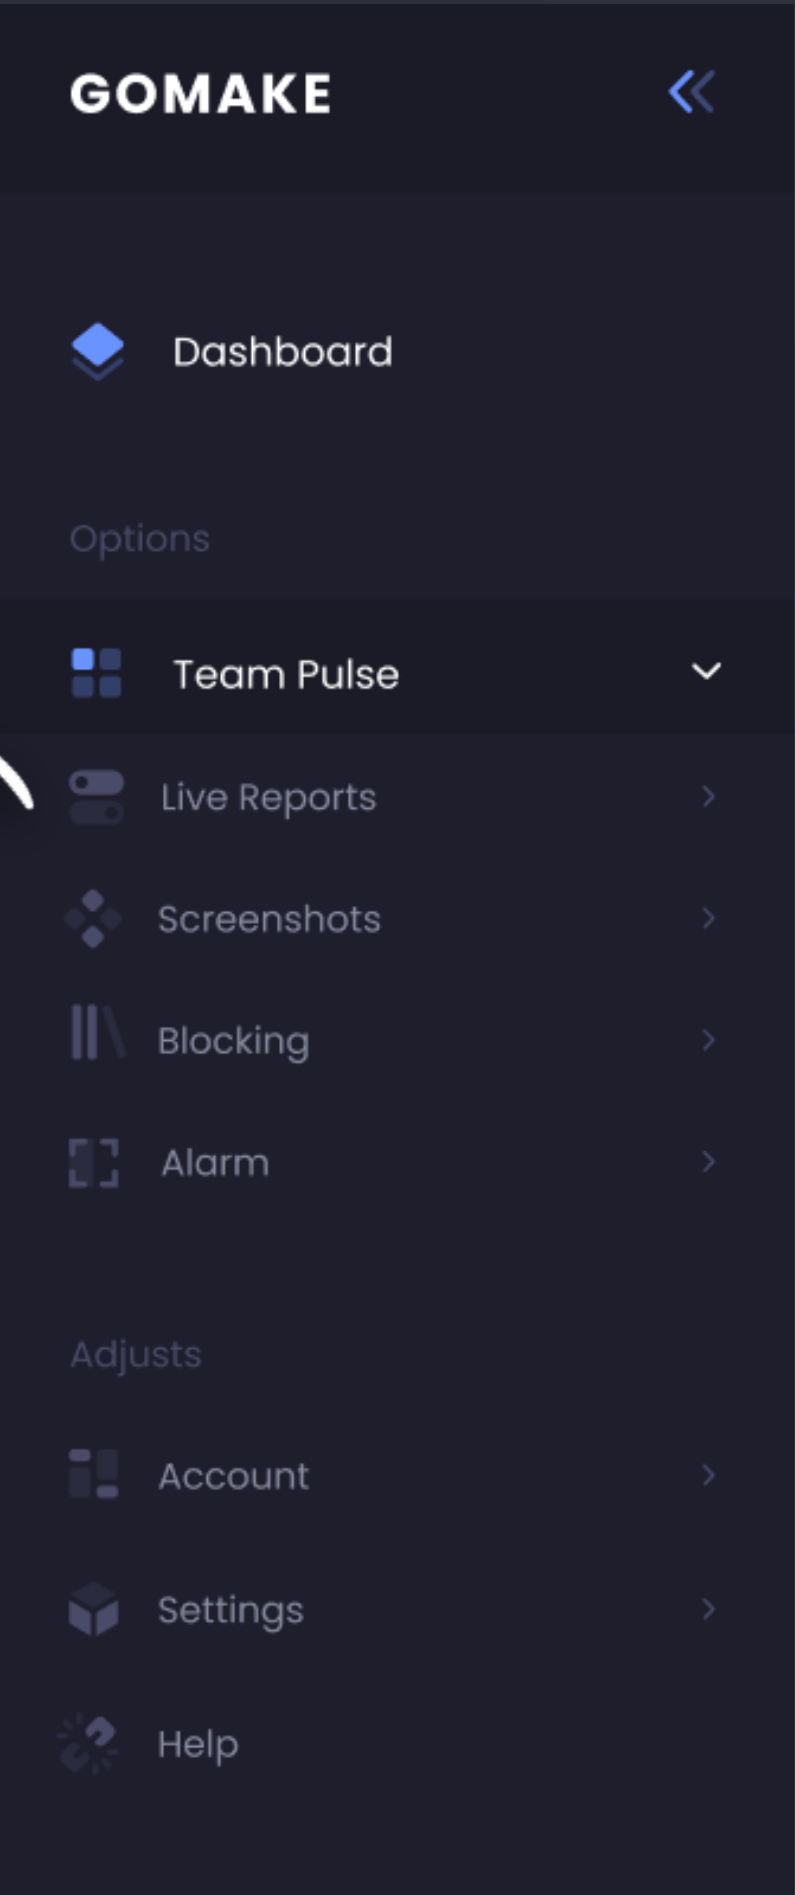 GOMAKE
Dashboard
Options
Team Pulse
Live Reports
Screenshots
Blocking
Alarm
Adjusts
Account
Settings
Help